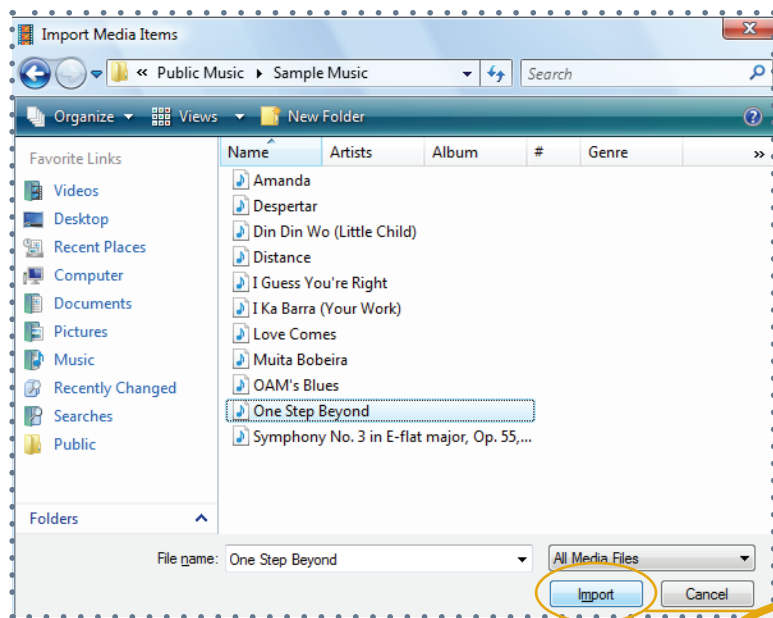 Import Media Items
« Public Music Sample Music Search
Organize Views New Folder
Favorite Links
Videos
Desktop
Recent Places
Computer
Documents
Pictures
Music
Recently Changed
Searches
Public
Folders
Name Artists Album # Genre »
Amanda
Despertar
Din Din Wo (Little Child)
Distance
I Guess You're Right
I Ka Barra (Your Work)
Love Comes
Muita Bobeira
OAM's Blues
One Step Beyond
Symphony No. 3 in E-flat major, Op. 55,...
File name: One Step Beyond All Media Files
Import Cancel